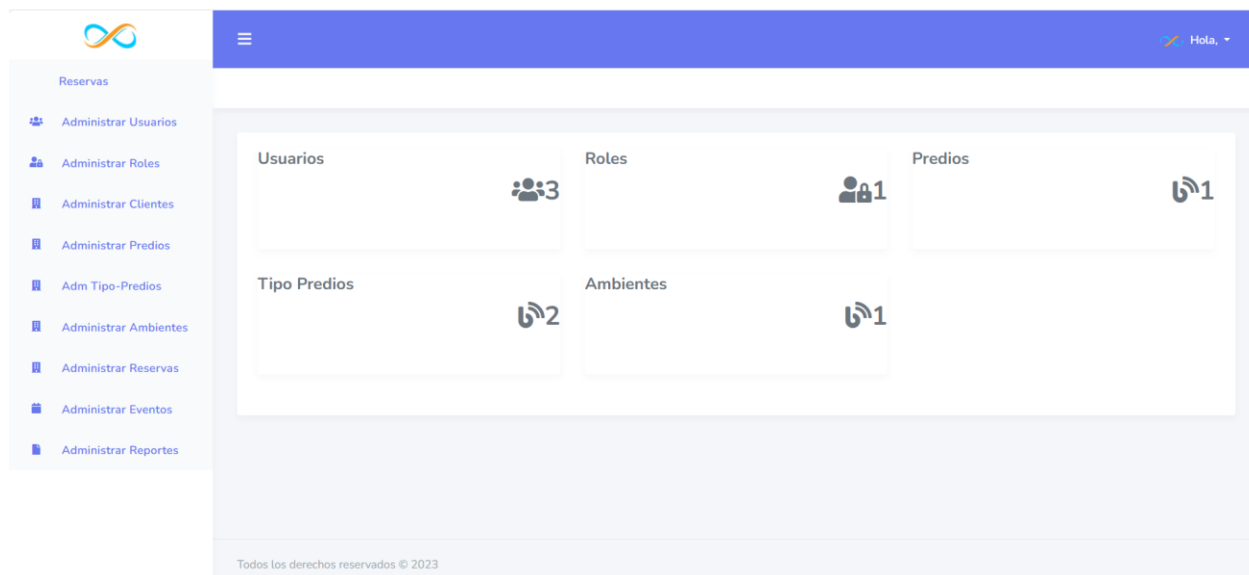 Hola,
Reservas
Administrar Usuarios
Administrar Roles
Administrar Clientes
Administrar Predios
Adm Tipo-Predios
Administrar Ambientes
Administrar Reservas
Administrar Eventos
Administrar Reportes
Usuarios
3
Roles
1
Predios
1
Tipo Predios
2
Ambientes
1
Todos los derechos reservados © 2023